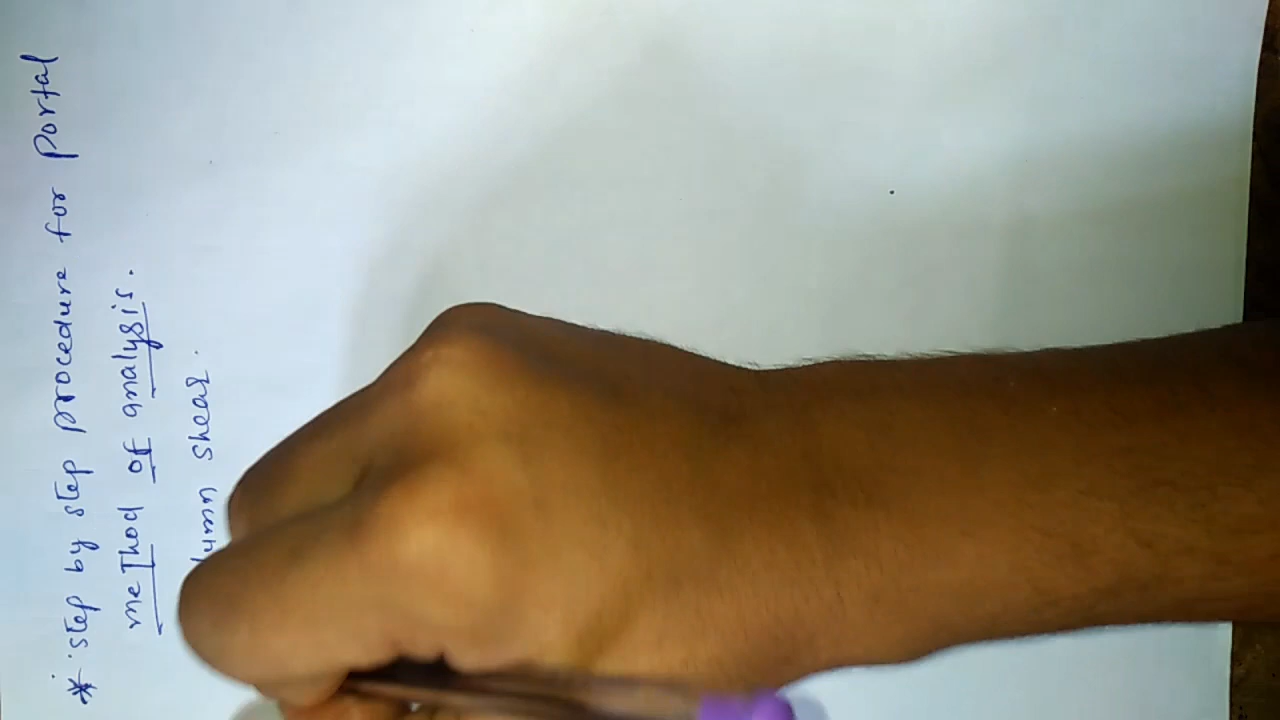 * step by step procedure for portal
method of analysis.
shear.